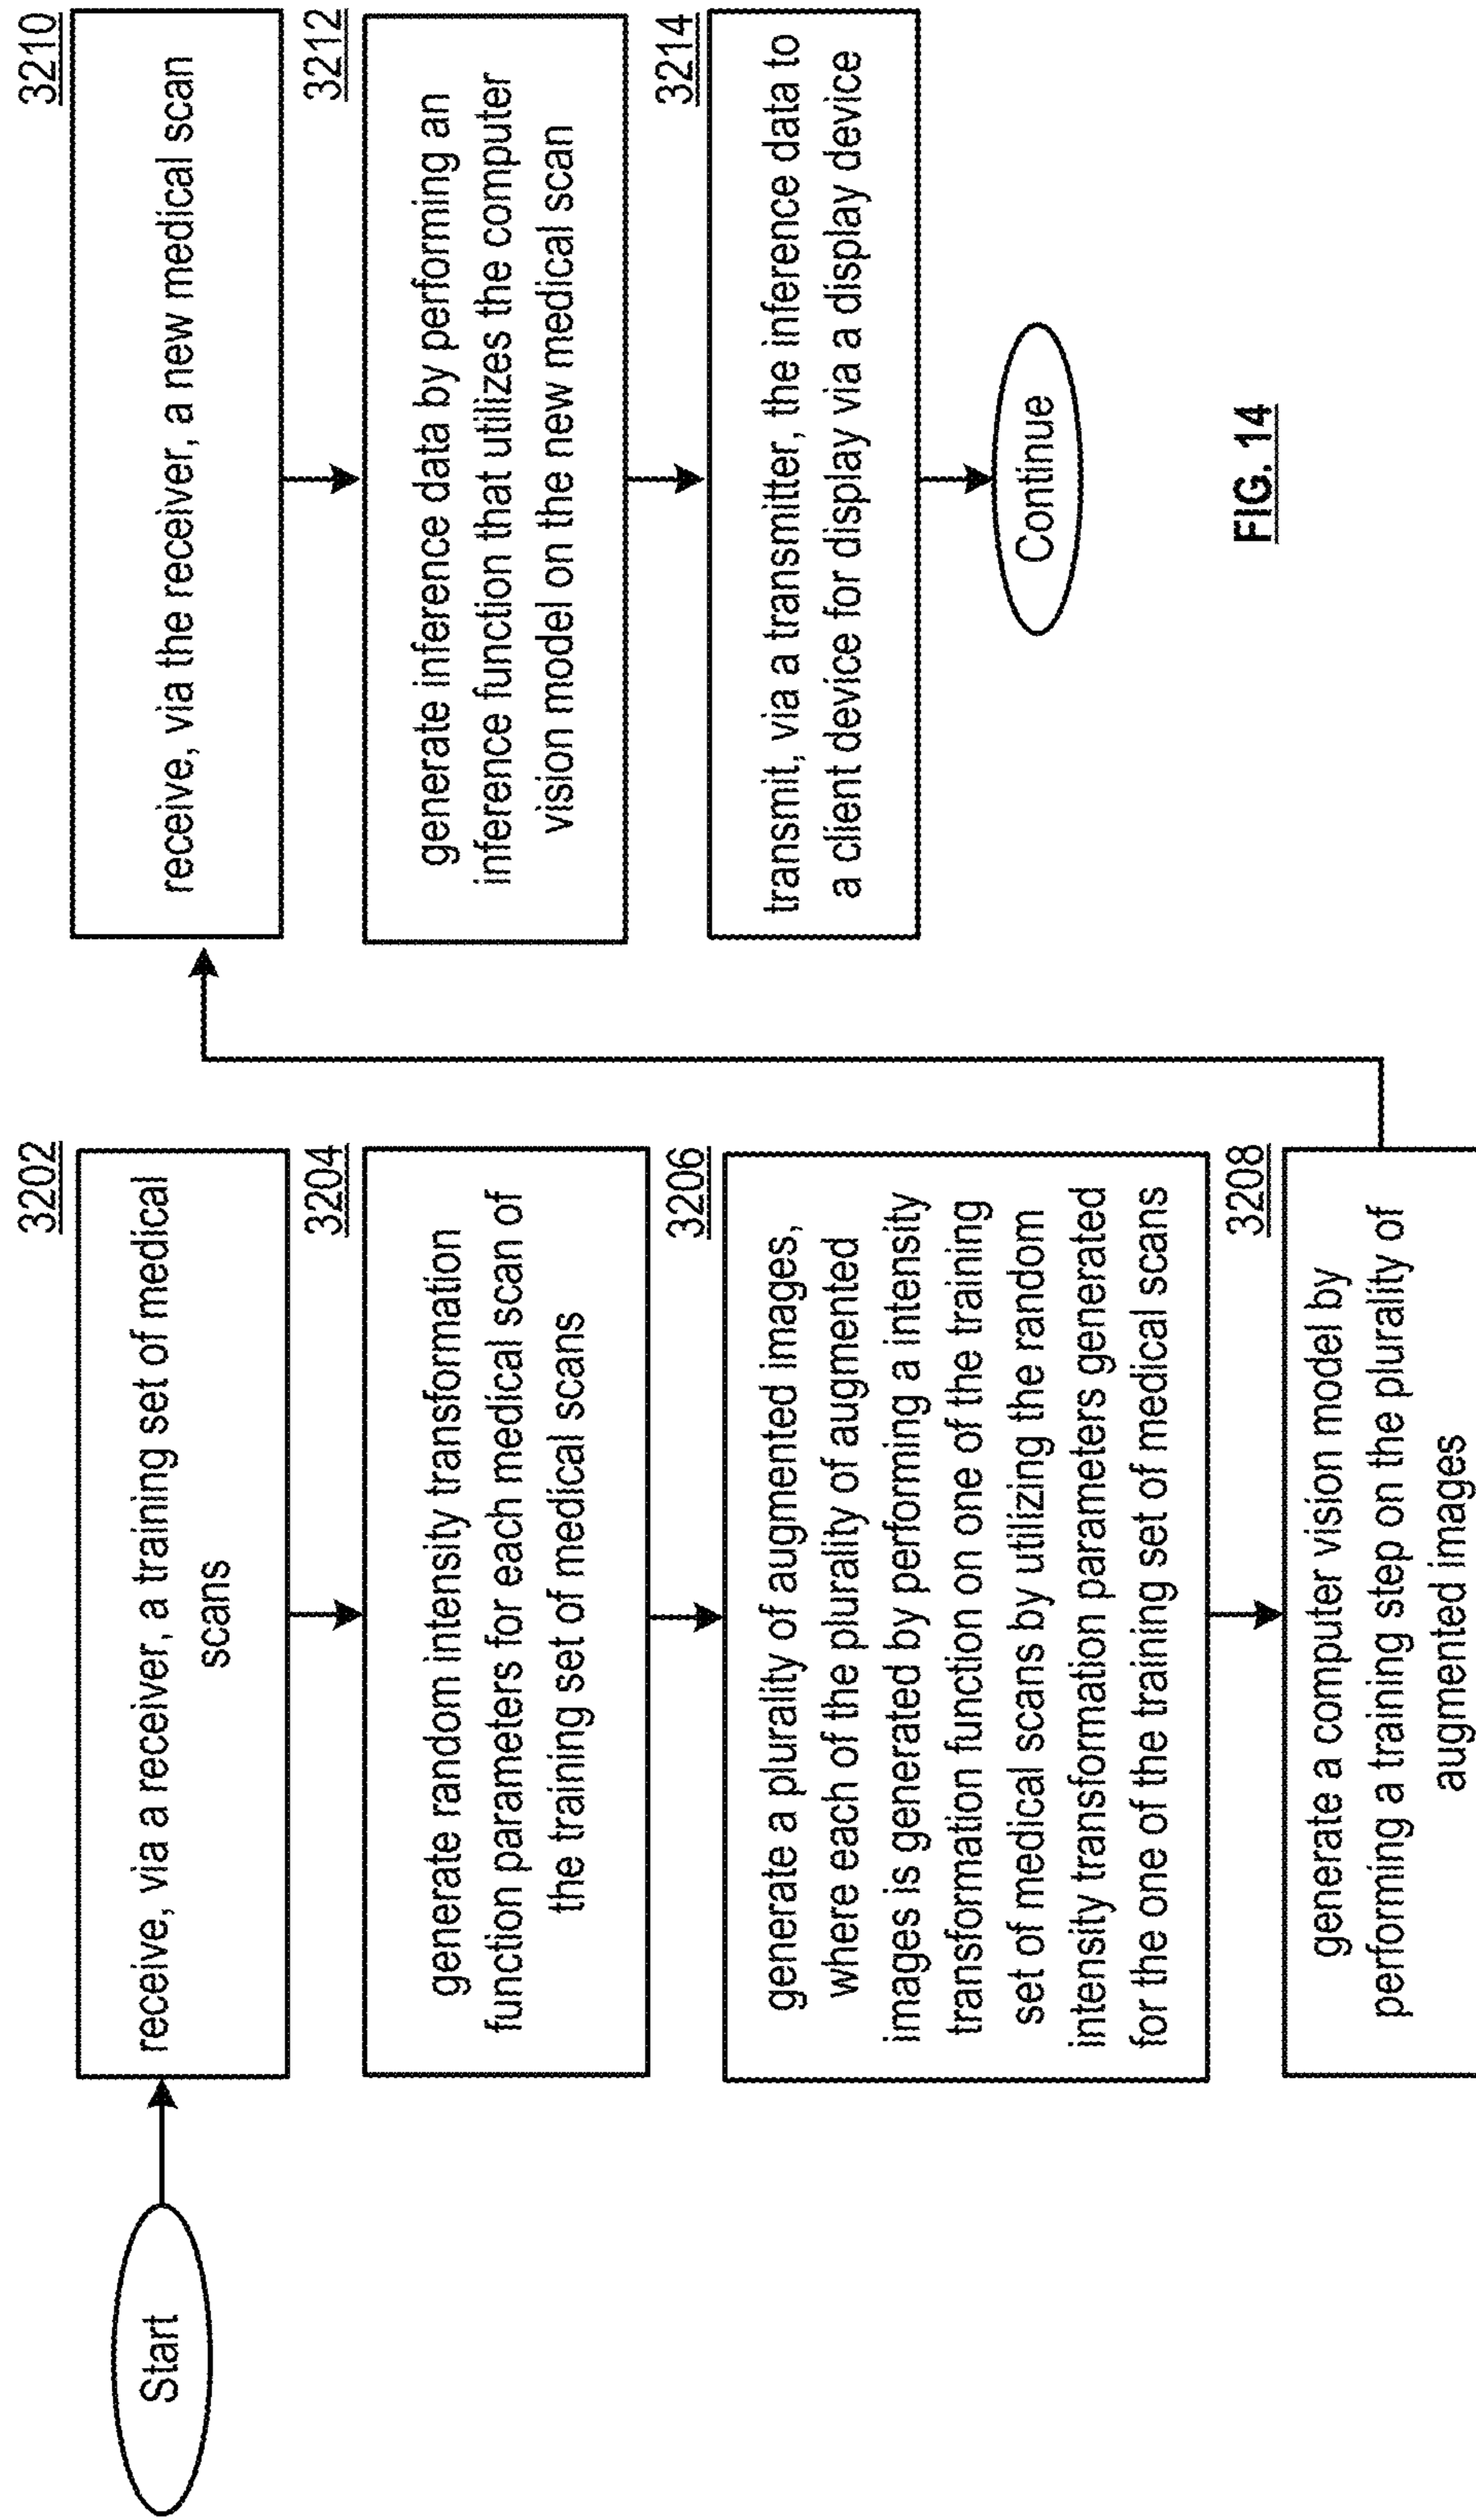 Start
3202
receive, via a receiver, a training set of medical
scans
3204
generate random intensity transformation
function parameters for each medical scan of
the training set of medical scans
3206
generate a plurality of augmented images,
where each of the plurality of augmented
images is generated by performing a intensity
transformation function on one of the training
set of medical scans by utilizing the random
intensity transformation parameters generated
for the one of the training set of medical scans
3208
generate a computer vision model by
performing a training step on the plurality of
augmented images
3210
receive, via the receiver, a new medical scan
3212
generate inference data by performing an
inference function that utilizes the computer
vision model on the new medical scan
3214
transmit, via a transmitter, the inference data to
a client device for display via a display device
Continue
FIG. 14